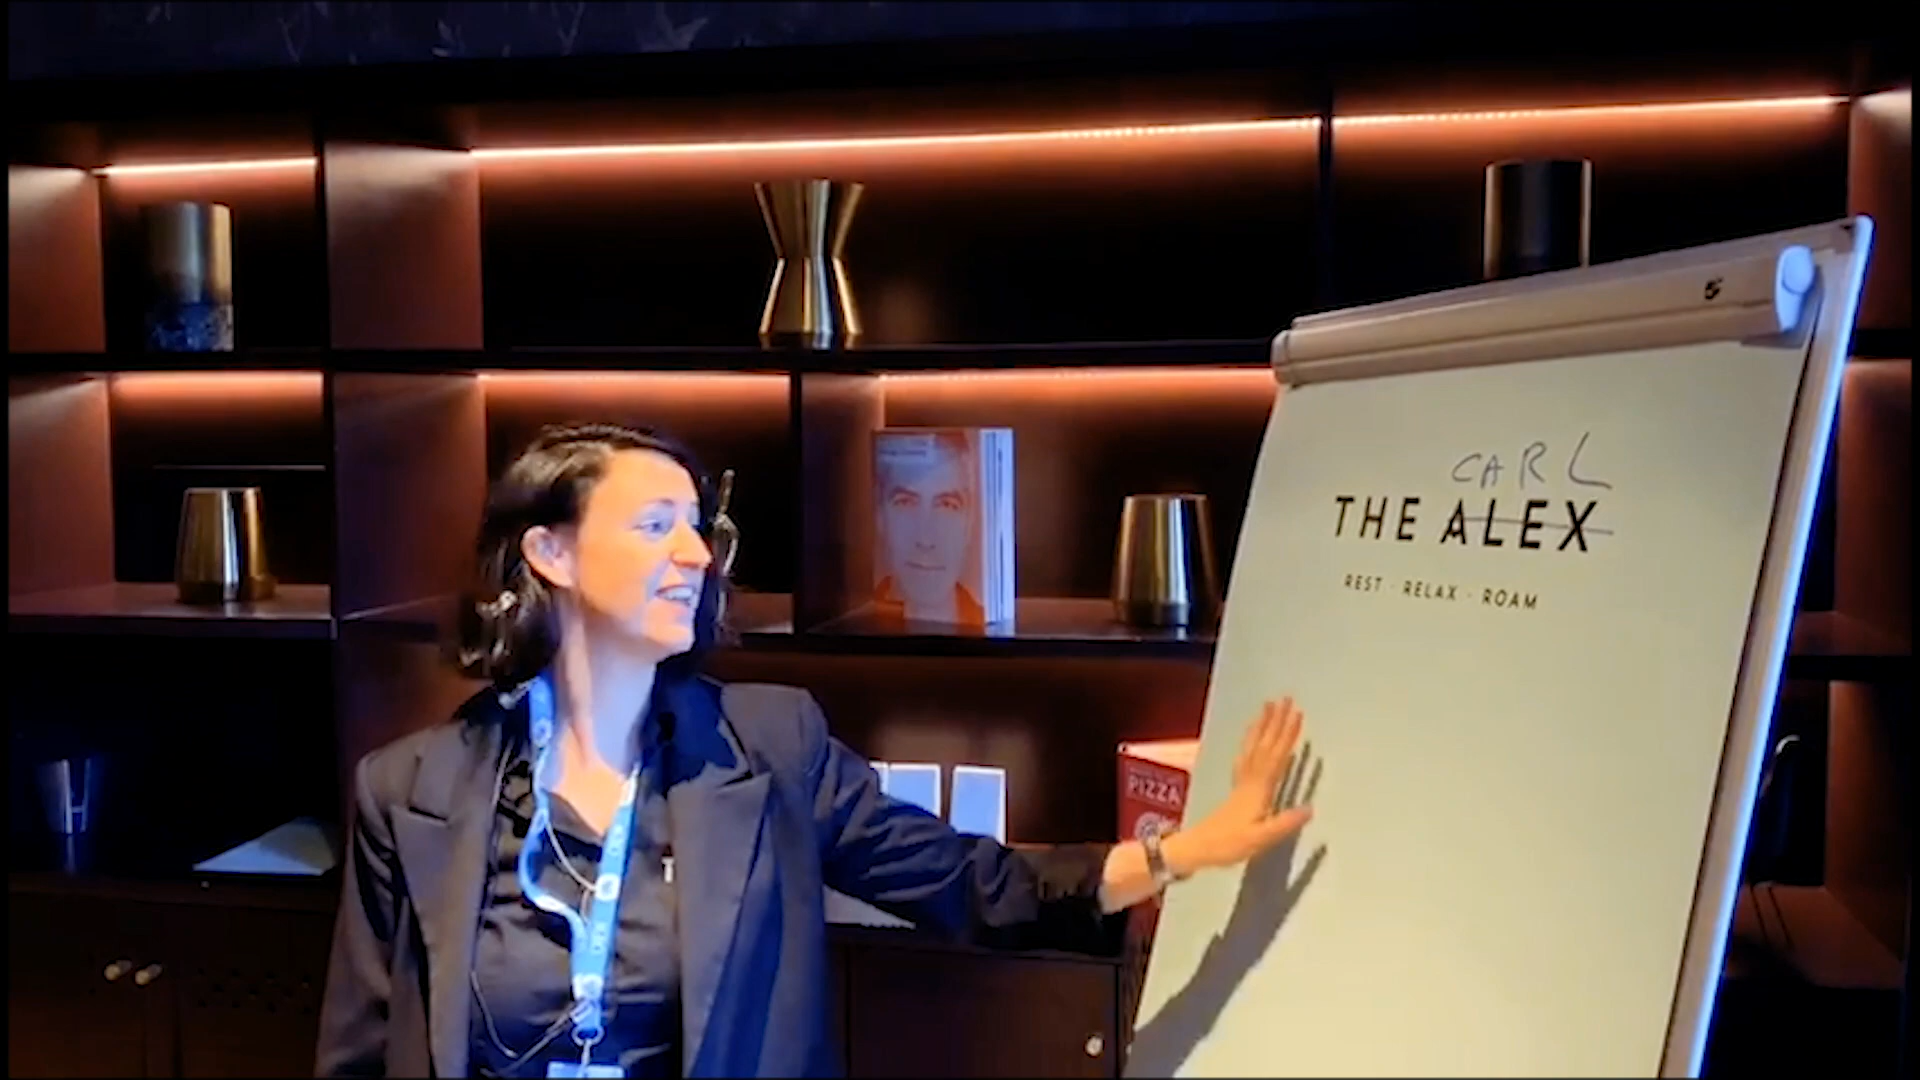 CARL
THE ALEX
REST · RELAX · ROAM
PIZZA